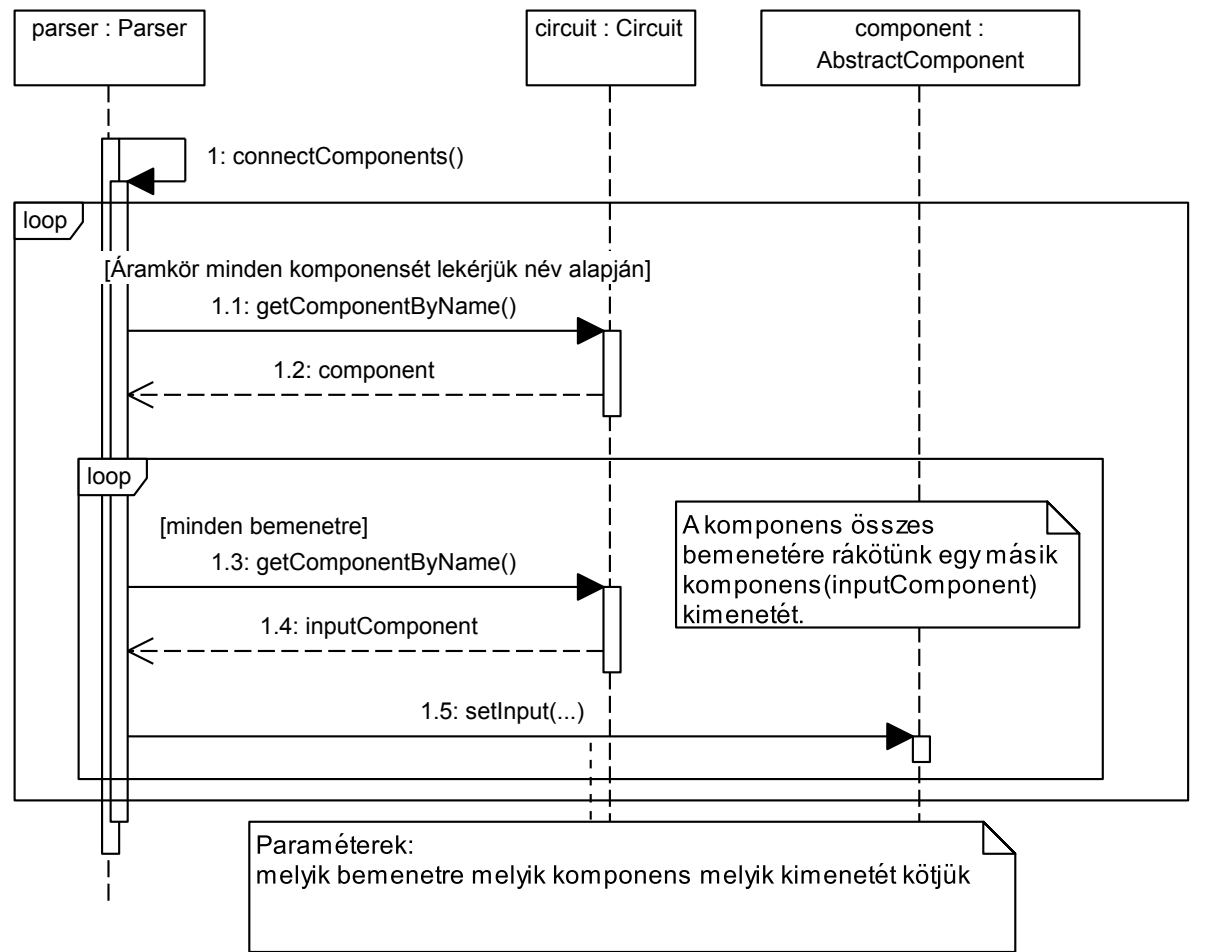 parser : Parser
circuit : Circuit
component :
AbstractComponent
1: connectComponents()
loop
[Áramkör minden komponensét lekérjük név alapján]
1.1: getComponentByName()
1.2: component
loop
[minden bemenetre]
1.3: getComponentByName()
A komponens összes
bemenetére rákötünk egy másik
komponens(inputComponent)
kimenetét.
1.4: inputComponent
1.5: setInput(...)
Paraméterek:
melyik bemenetre melyik komponens melyik kimenetét kötjük